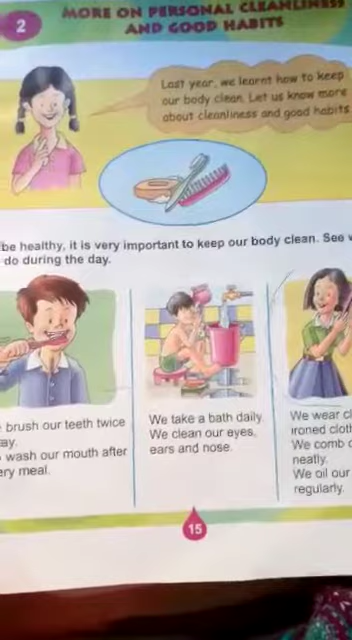 2
MORE ON PERSONAL CLEANLINESS
AND GOOD HABITS
Last year, we learnt how to keep
our body clean. Let us know more
about cleanliness and good habits
be healthy, it is very important to keep our body clean. See
do during the day.
brush our teeth twice
wash our mouth after
meal.
We take a bath daily.
We clean our eyes,
ears and nose.
We wear
ironed
We comb
neatly.
We oil our
regularly.
15